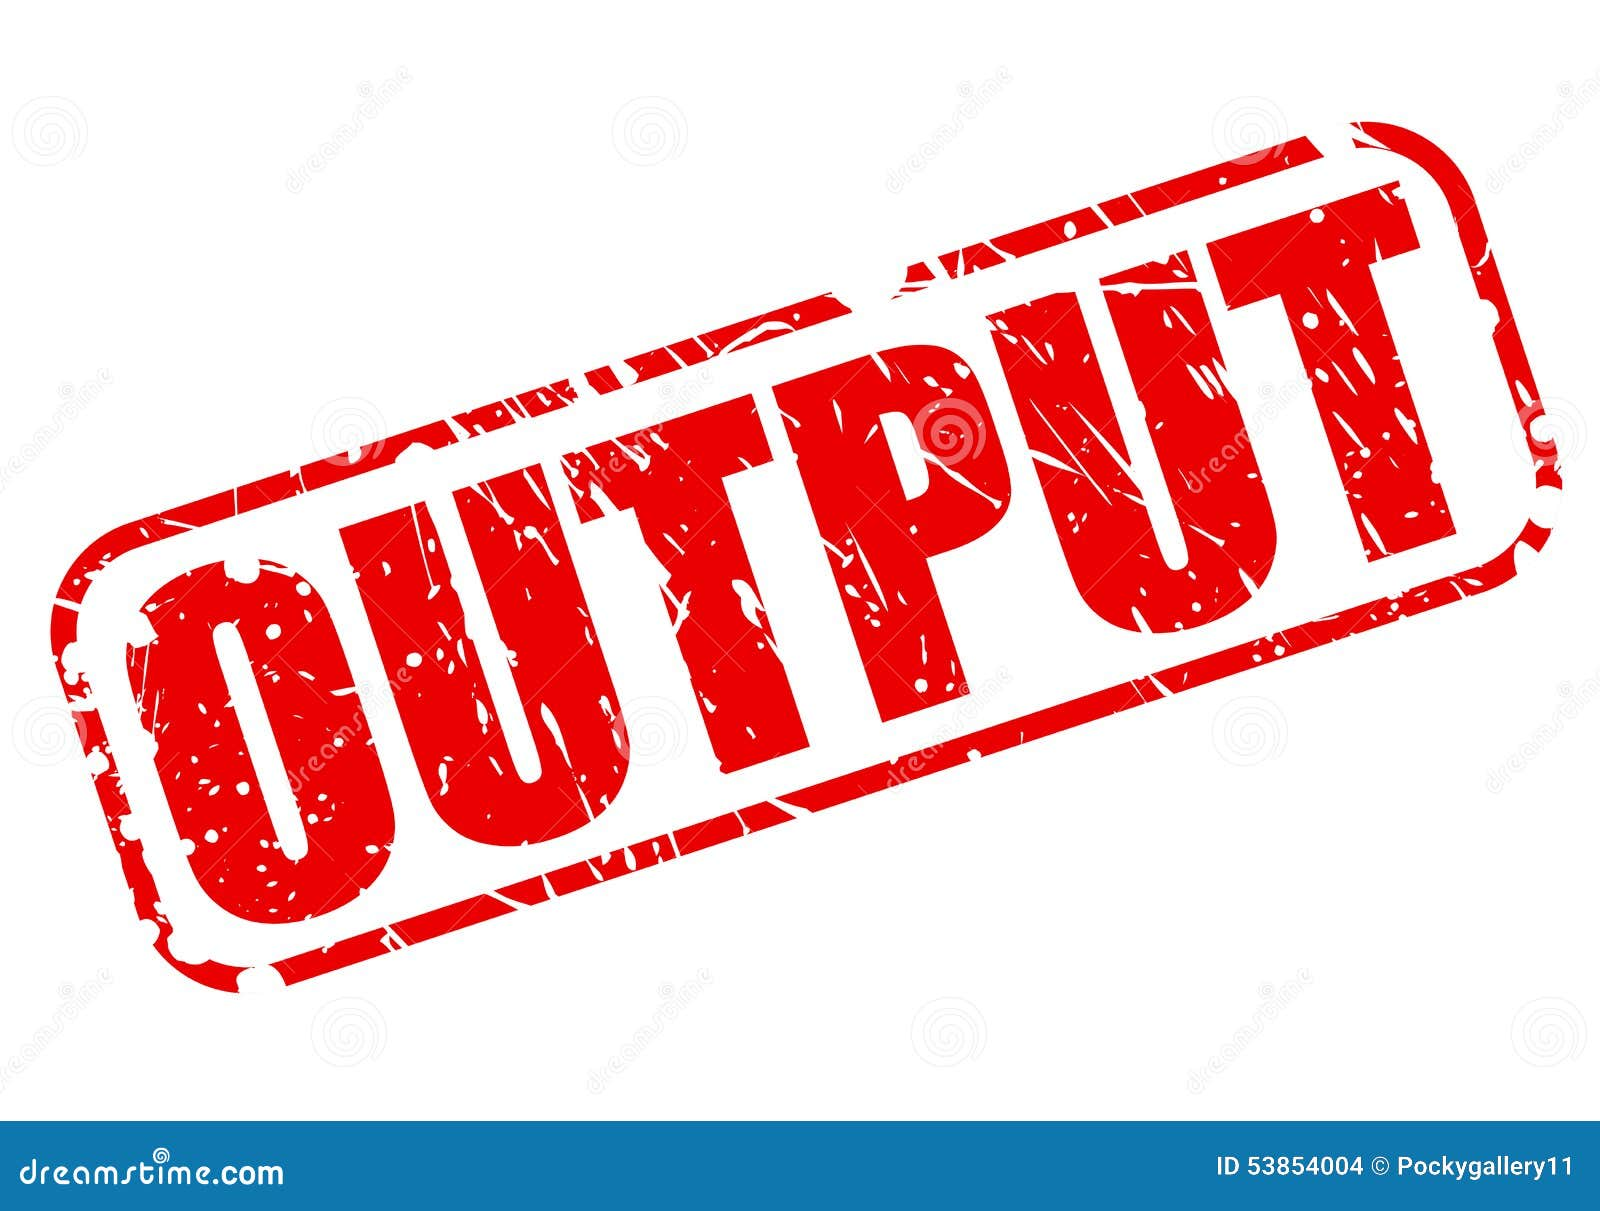 OUTPUT
dreamstime.com
ID 53854004 © Pockygallery11